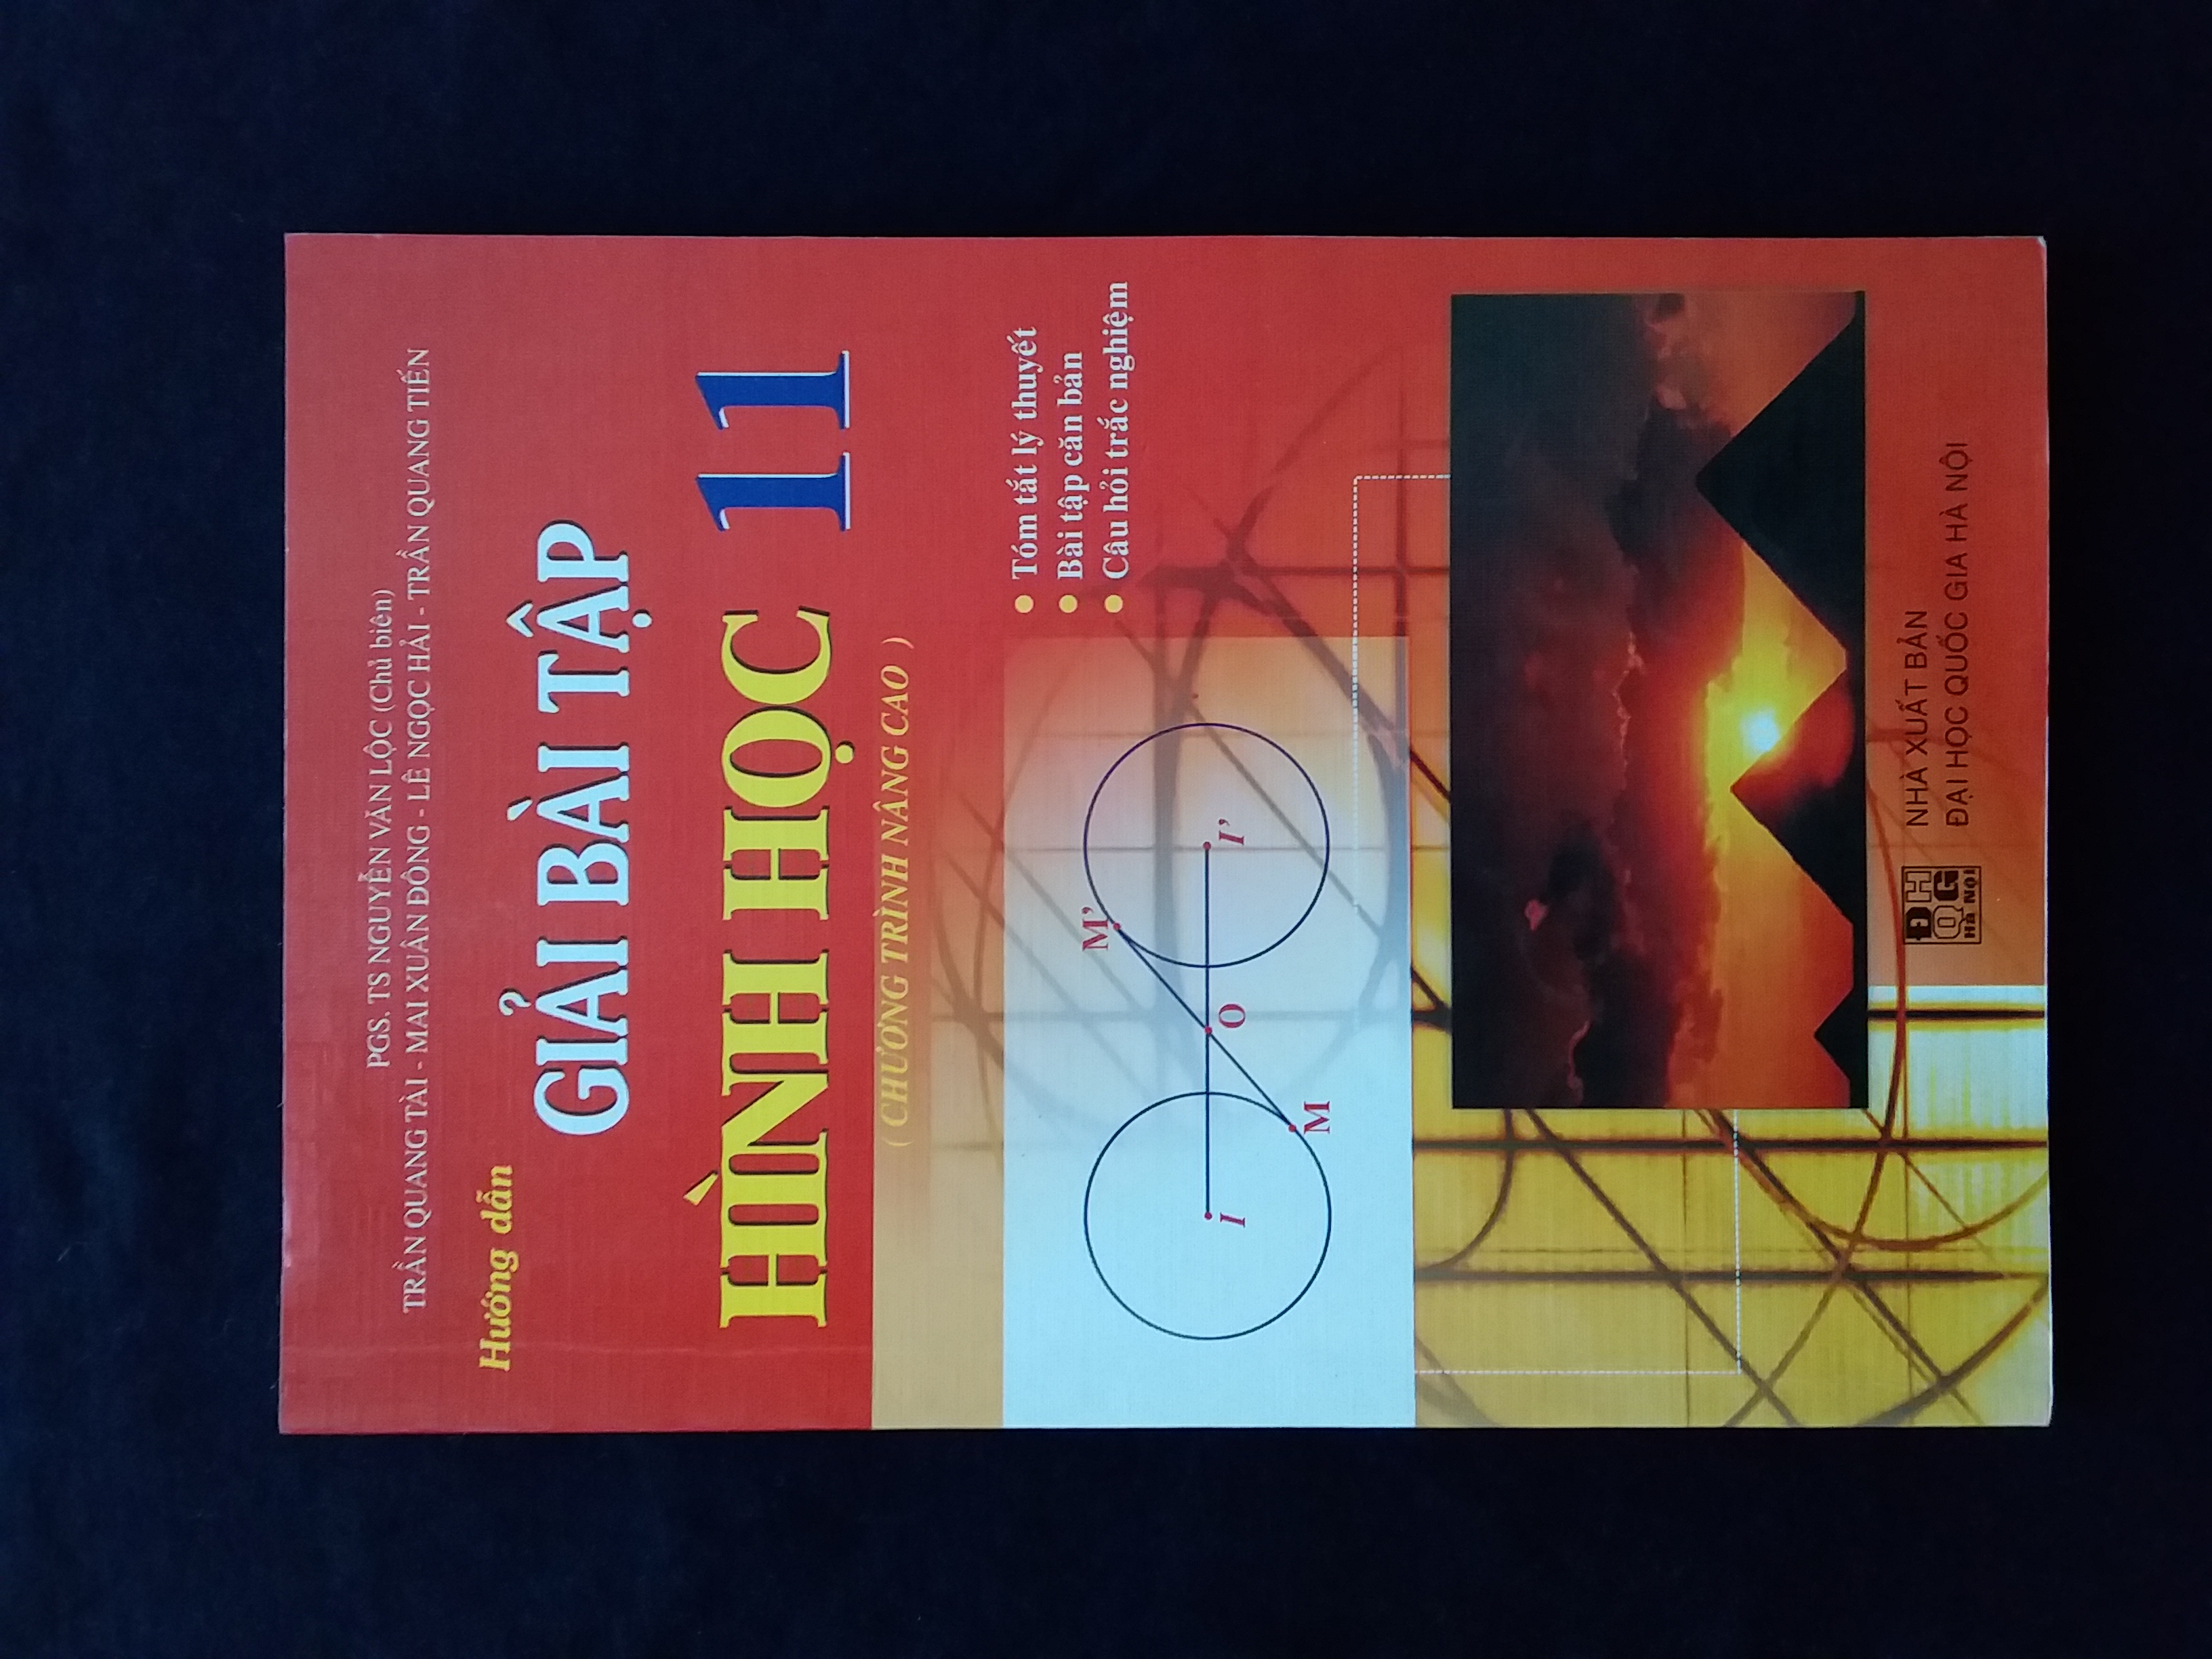 PGS. TS NGUYỄN VĂN LỘC (Chủ biên)
TRẦN QUANG TÀI - MAI XUÂN ĐÔNG - LÊ NGỌC HẢI - TRẦN QUANG TIẾN
Hướng dẫn
GIẢI BÀI TẬP
HÌNH HỌC 11
( CHƯƠNG TRÌNH NÂNG CAO )
• Tóm tắt lý thuyết
• Bài tập căn bản
• Câu hỏi trắc nghiệm
M'
I
O
I'
M
ĐH
QG
Hà Nội
NHÀ XUẤT BẢN
ĐẠI HỌC QUỐC GIA HÀ NỘI